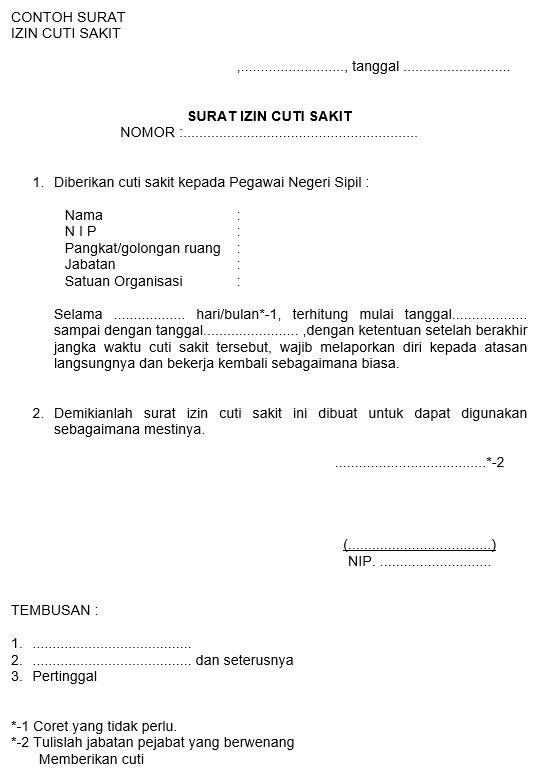 CONTOH SURAT
IZIN CUTI SAKIT
,.........................., tanggal ...........................
SURAT IZIN CUTI SAKIT
NOMOR :...........................................................
1. Diberikan cuti sakit kepada Pegawai Negeri Sipil :
Nama :
N I P :
Pangkat/golongan ruang :
Jabatan :
Satuan Organisasi :
Selama .................. hari/bulan*-1, terhitung mulai tanggal...................
sampai dengan tanggal........................ ,dengan ketentuan setelah berakhir
jangka waktu cuti sakit tersebut, wajib melaporkan diri kepada atasan
langsungnya dan bekerja kembali sebagaimana biasa.
2. Demikianlah surat izin cuti sakit ini dibuat untuk dapat digunakan
sebagaimana mestinya.
......................................*-2
(....................................)
NIP. ............................
TEMBUSAN :
1. ........................................
2. ........................................ dan seterusnya
3. Pertinggal
*-1 Coret yang tidak perlu.
*-2 Tulislah jabatan pejabat yang berwenang
Memberikan cuti